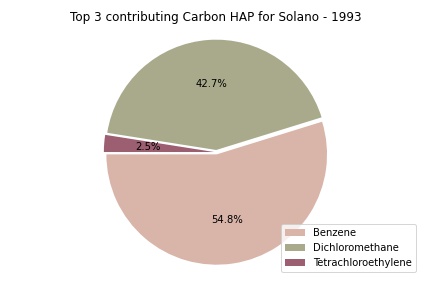 Top 3 contributing Carbon HAP for Solano - 1993
42.7%
2.5%
54.8%
Benzene
Dichloromethane
Tetrachloroethylene